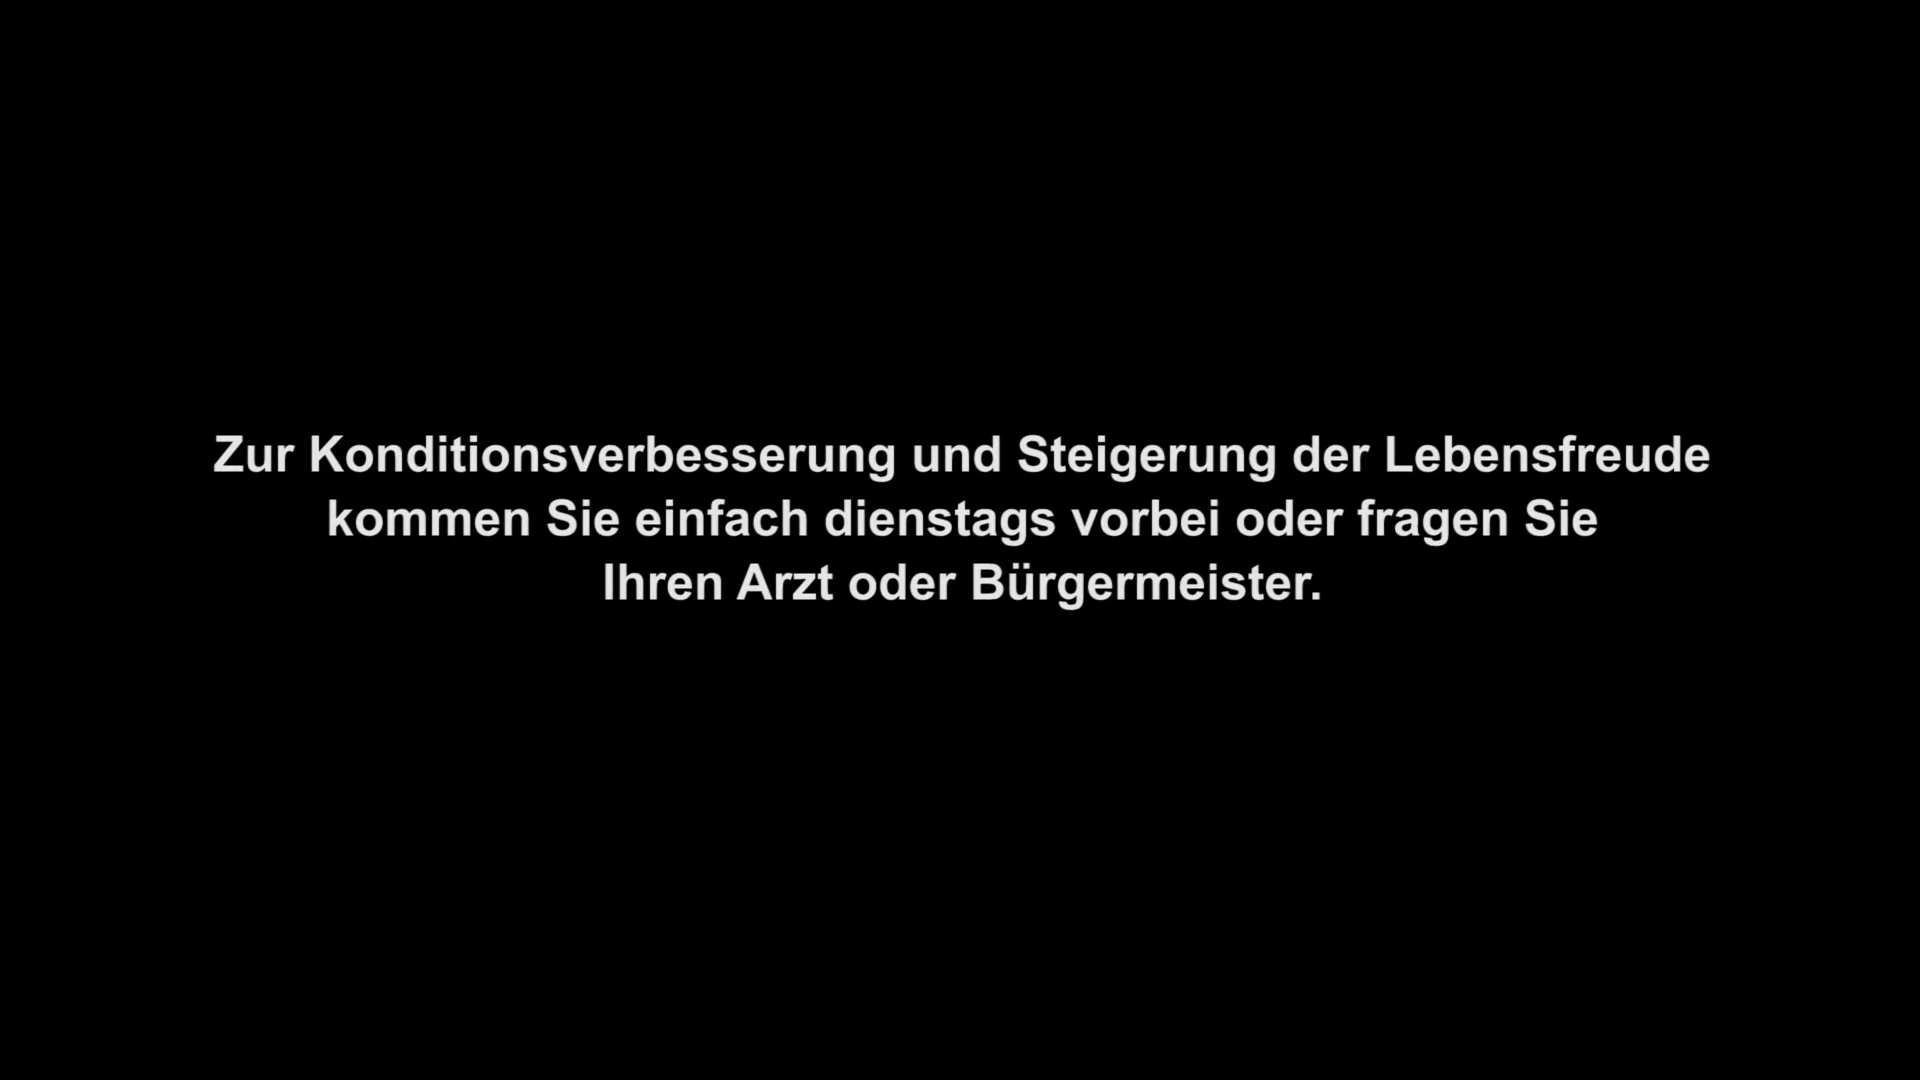 Zur Konditionsverbesserung und Steigerung der Lebensfreude
kommen Sie einfach dienstags vorbei oder fragen Sie
Ihren Arzt oder Bürgermeister.